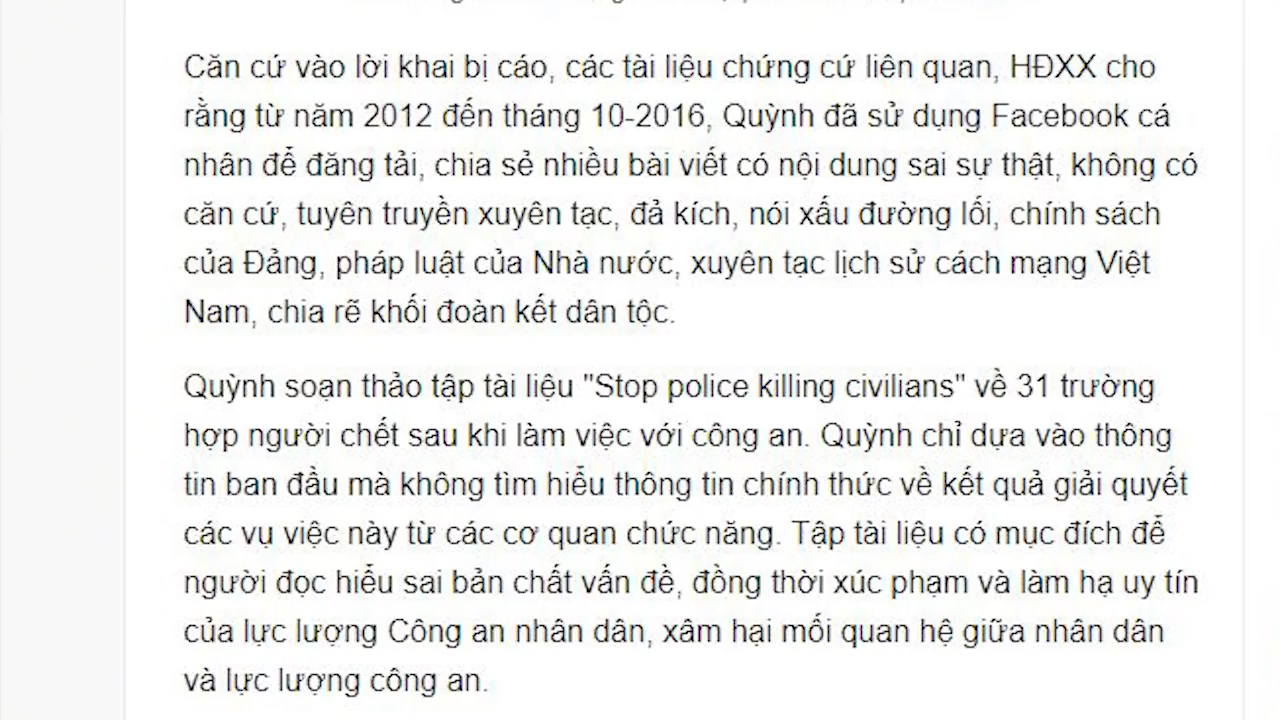 Căn cứ vào lời khai bị cáo, các tài liệu chứng cứ liên quan, HĐXX cho
rằng từ năm 2012 đến tháng 10-2016, Quỳnh đã sử dụng Facebook cá
nhân để đăng tải, chia sẻ nhiều bài viết có nội dung sai sự thật, không có
căn cứ, tuyên truyền xuyên tạc, đả kích, nói xấu đường lối, chính sách
của Đảng, pháp luật của Nhà nước, xuyên tạc lịch sử cách mạng Việt
Nam, chia rẽ khối đoàn kết dân tộc.
Quỳnh soạn thảo tập tài liệu "Stop police killing civilians" về 31 trường
hợp người chết sau khi làm việc với công an. Quỳnh chỉ dựa vào thông
tin ban đầu mà không tìm hiểu thông tin chính thức về kết quả giải quyết
các vụ việc này từ các cơ quan chức năng. Tập tài liệu có mục đích để
người đọc hiểu sai bản chất vấn đề, đồng thời xúc phạm và làm hạ uy tín
của lực lượng Công an nhân dân, xâm hại mối quan hệ giữa nhân dân
và lực lượng công an.